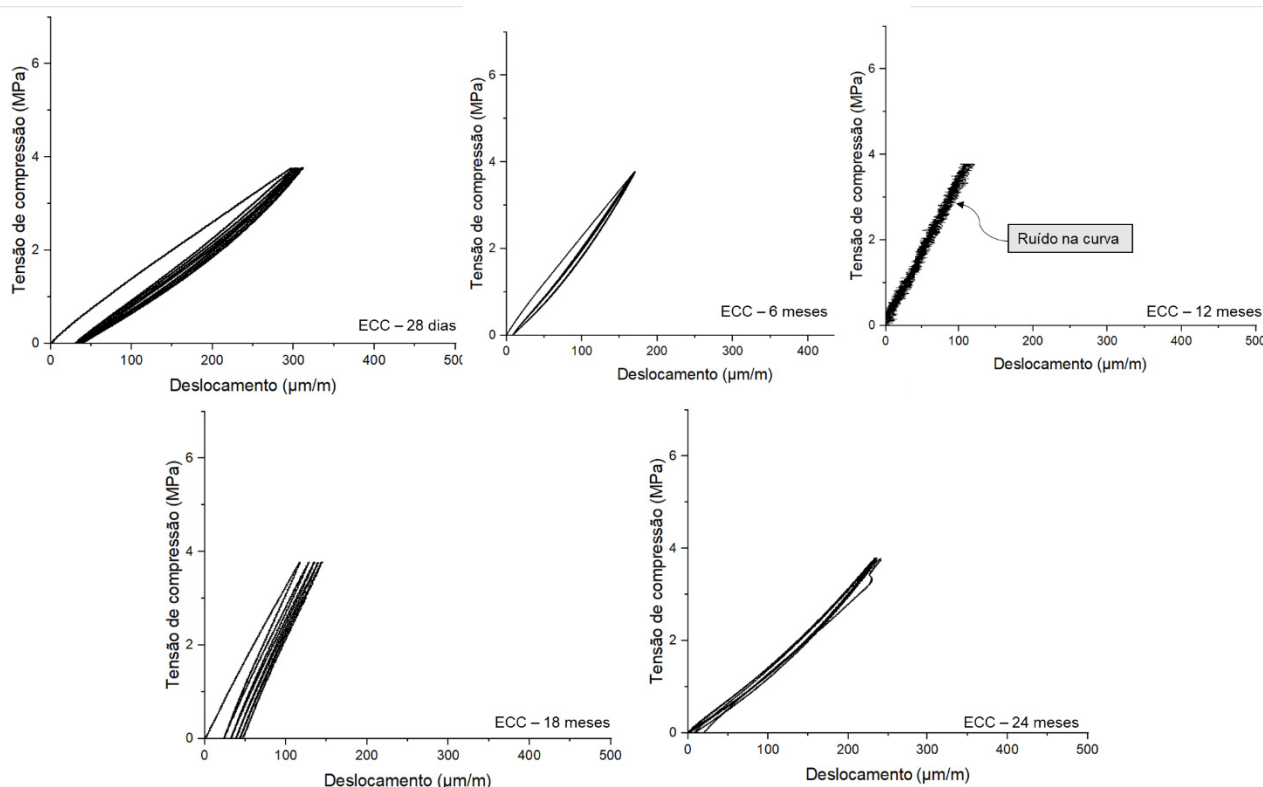 Tensão de compressão (MPa)
6
4
2
0
0 100 200 300 400 500
Deslocamento (µm/m)
ECC – 28 dias
Tensão de compressão (MPa)
6
4
2
0
0 100 200 300 400
Deslocamento (µm/m)
ECC – 6 meses
Tensão de compressão (MPa)
6
4
2
0
0 100 200 300 400 500
Deslocamento (µm/m)
Ruído na curva
ECC – 12 meses
Tensão de compressão (MPa)
6
4
2
0
0 100 200 300 400 500
Deslocamento (µm/m)
ECC – 18 meses
Tensão de compressão (MPa)
6
4
2
0
0 100 200 300 400 500
Deslocamento (µm/m)
ECC – 24 meses